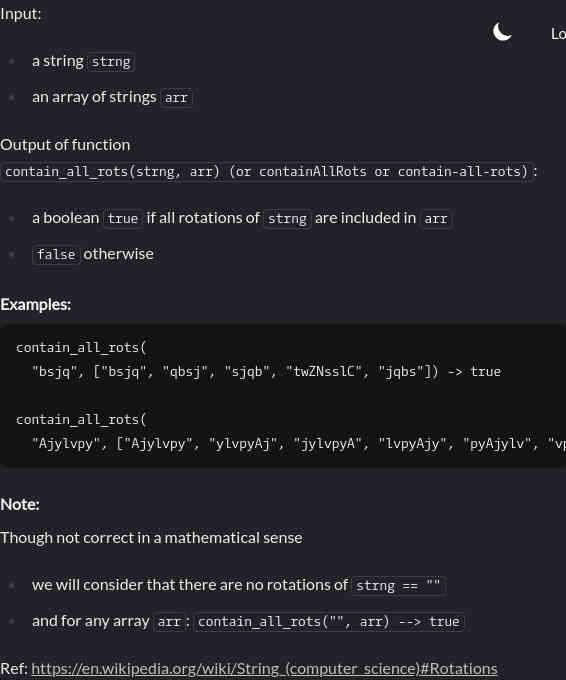 Input:
Lo
a string strng
an array of strings arr
Output of function
contain_all_rots(strng, arr) (or containAllRots or contain-all-rots):
a boolean true if all rotations of strng are included in arr
false otherwise
Examples:
contain_all_rots(
"bsjq", ["bsjq", "qbsj", "sjqb", "twZNsslC", "jqbs"]) -> true
contain_all_rots(
"Ajylvpy", ["Ajylvpy", "ylvpyAj", "jylvpyA", "lvpyAjy", "pyAjylv", "vp
Note:
Though not correct in a mathematical sense
we will consider that there are no rotations of strng == ""
and for any array arr: contain_all_rots("", arr) --> true
Ref: https://en.wikipedia.org/wiki/String_(computer_science)#Rotations